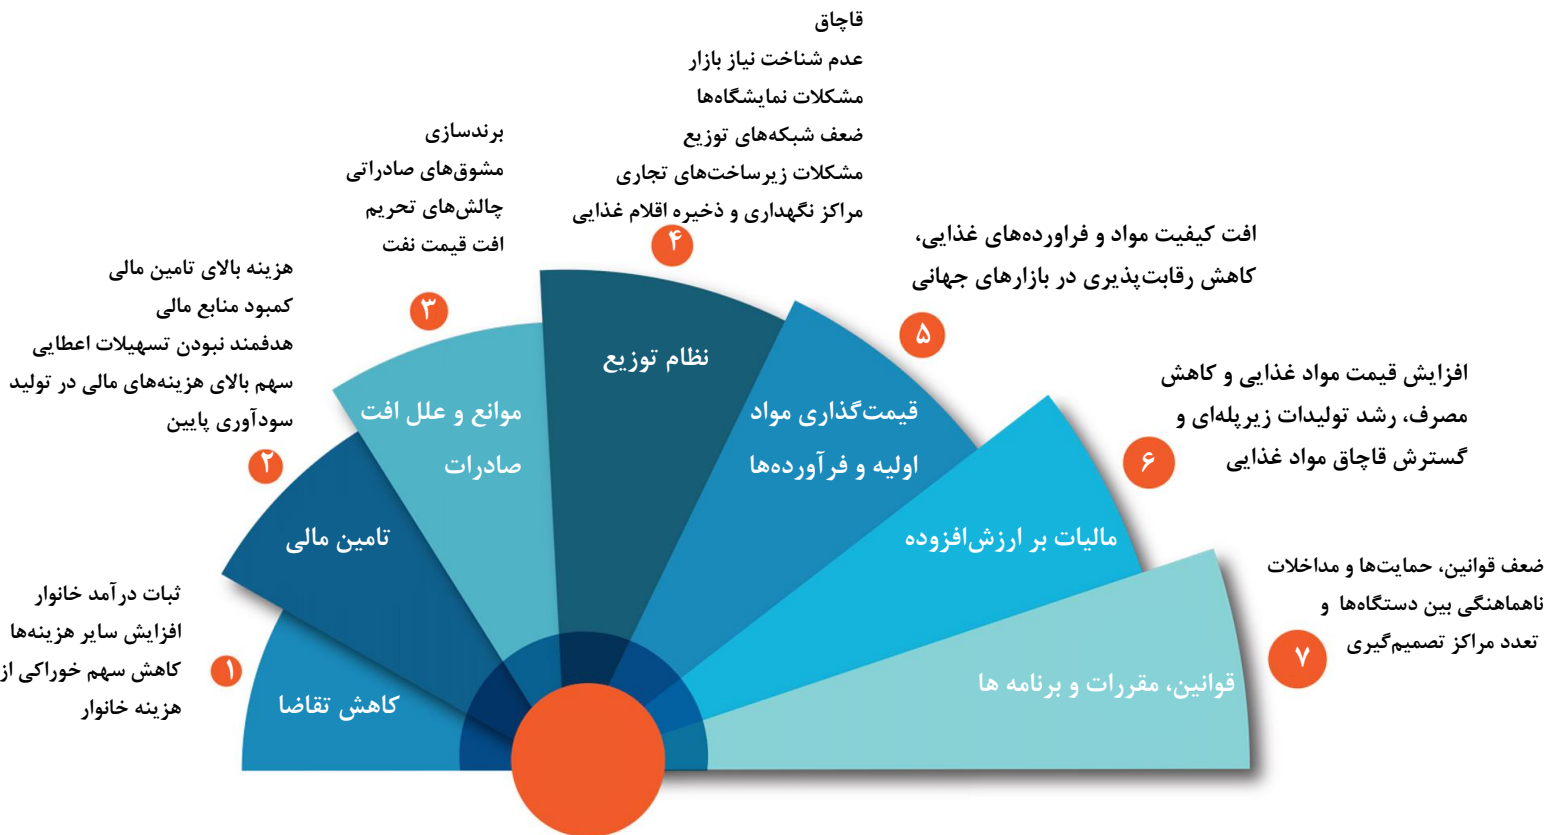 ثبات درآمد خانوار
افزایش سایر هزینه‌ها
کاهش سهم خوراکی از
هزینه خانوار
۱
کاهش تقاضا
هزینه بالای تامین مالی
کمبود منابع مالی
هدفمند نبودن تسهیلات اعطایی
سهم بالای هزینه‌های مالی در تولید
سودآوری پایین
۲
تامین مالی
برندسازی
مشوق‌های صادراتی
چالش‌های تحریم
افت قیمت نفت
۳
موانع و علل افت
صادرات
قاچاق
عدم شناخت نیاز بازار
مشکلات نمایشگاه‌ها
ضعف شبکه‌های توزیع
مشکلات زیرساخت‌های تجاری
مراکز نگهداری و ذخیره اقلام غذایی
۴
نظام توزیع
افت کیفیت مواد و فراورده‌های غذایی،
کاهش رقابت‌پذیری در بازارهای جهانی
۵
قیمت‌گذاری مواد
اولیه و فرآورده‌ها
افزایش قیمت مواد غذایی و کاهش
مصرف، رشد تولیدات زیرپله‌ای و
گسترش قاچاق مواد غذایی
۶
مالیات بر ارزش‌افزوده
ضعف قوانین، حمایت‌ها و مداخلات
ناهماهنگی بین دستگاه‌ها و
تعدد مراکز تصمیم‌گیری
۷
قوانین، مقررات و برنامه ها